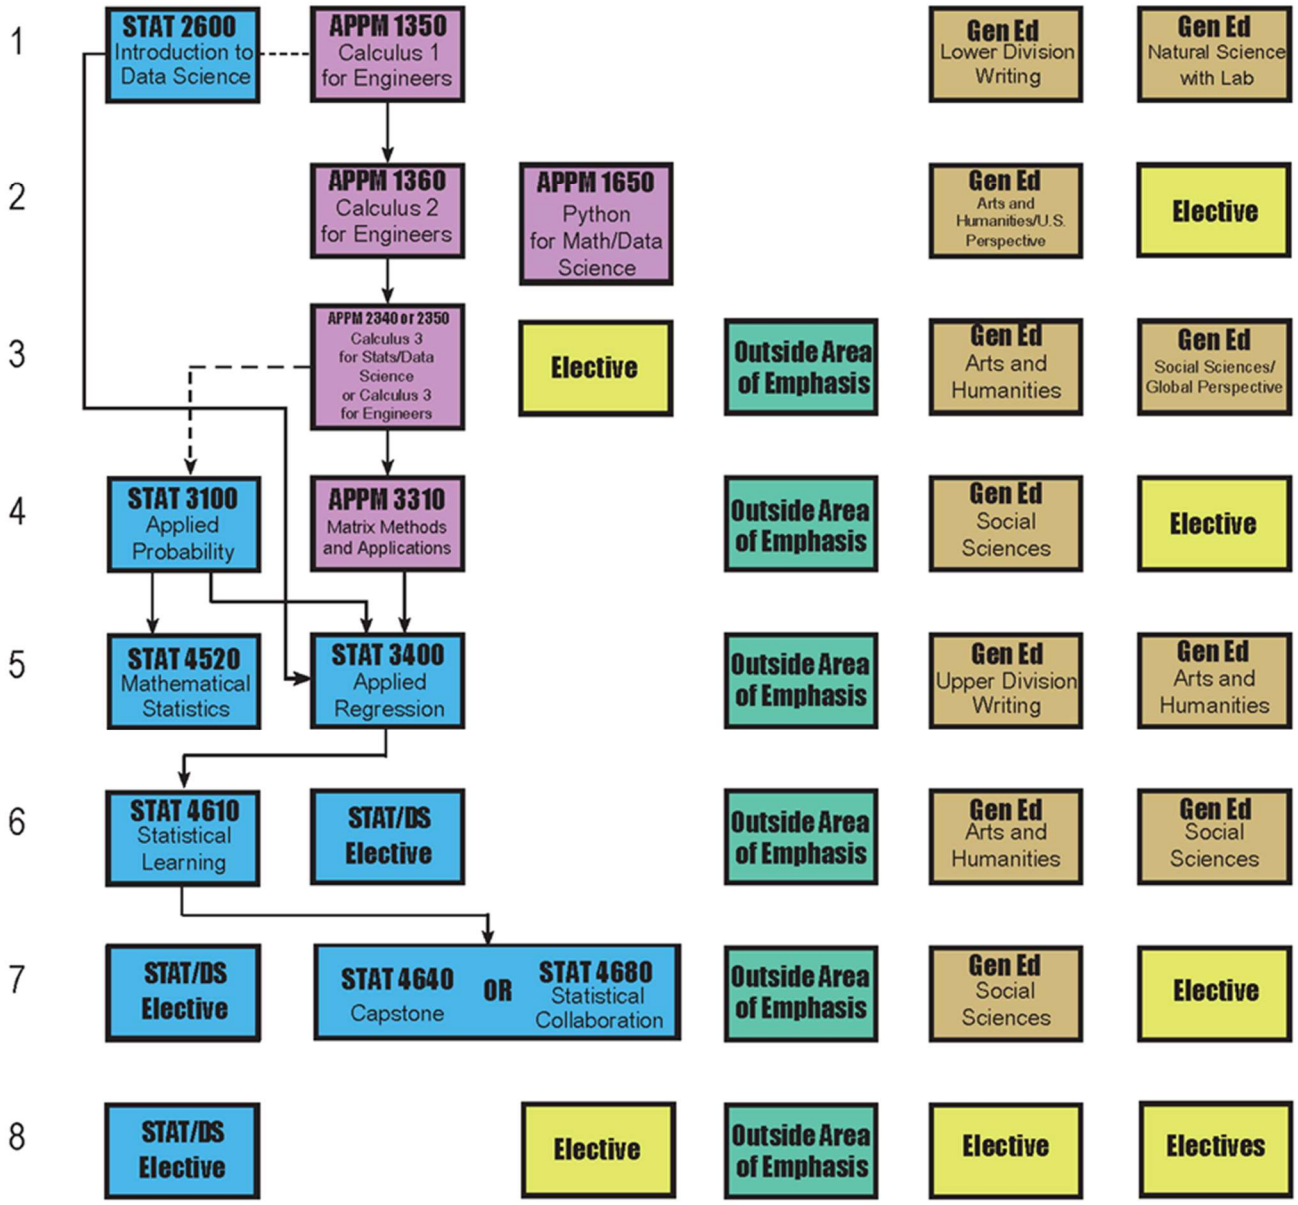 1
STAT 2600
Introduction to
Data Science
APPM 1350
Calculus 1
for Engineers
Gen Ed
Lower Division
Writing
Gen Ed
Natural Science
with Lab
2
APPM 1360
Calculus 2
for Engineers
APPM 1650
Python
for Math/Data
Science
Gen Ed
Arts and
Humanities/U.S.
Perspective
Elective
3
APPM 2340 or 2350
Calculus 3
for Stats/Data
Science
or Calculus 3
for Engineers
Elective
Outside Area
of Emphasis
Gen Ed
Arts and
Humanities
Gen Ed
Social Sciences/
Global Perspective
4
STAT 3100
Applied
Probability
APPM 3310
Matrix Methods
and Applications
Outside Area
of Emphasis
Gen Ed
Social
Sciences
Elective
5
STAT 4520
Mathematical
Statistics
STAT 3400
Applied
Regression
Outside Area
of Emphasis
Gen Ed
Upper Division
Writing
Gen Ed
Arts and
Humanities
6
STAT 4610
Statistical
Learning
STAT/DS
Elective
Outside Area
of Emphasis
Gen Ed
Arts and
Humanities
Gen Ed
Social
Sciences
7
STAT/DS
Elective
STAT 4640
Capstone
OR
STAT 4680
Statistical
Collaboration
Outside Area
of Emphasis
Gen Ed
Social
Sciences
Elective
8
STAT/DS
Elective
Elective
Outside Area
of Emphasis
Elective
Electives